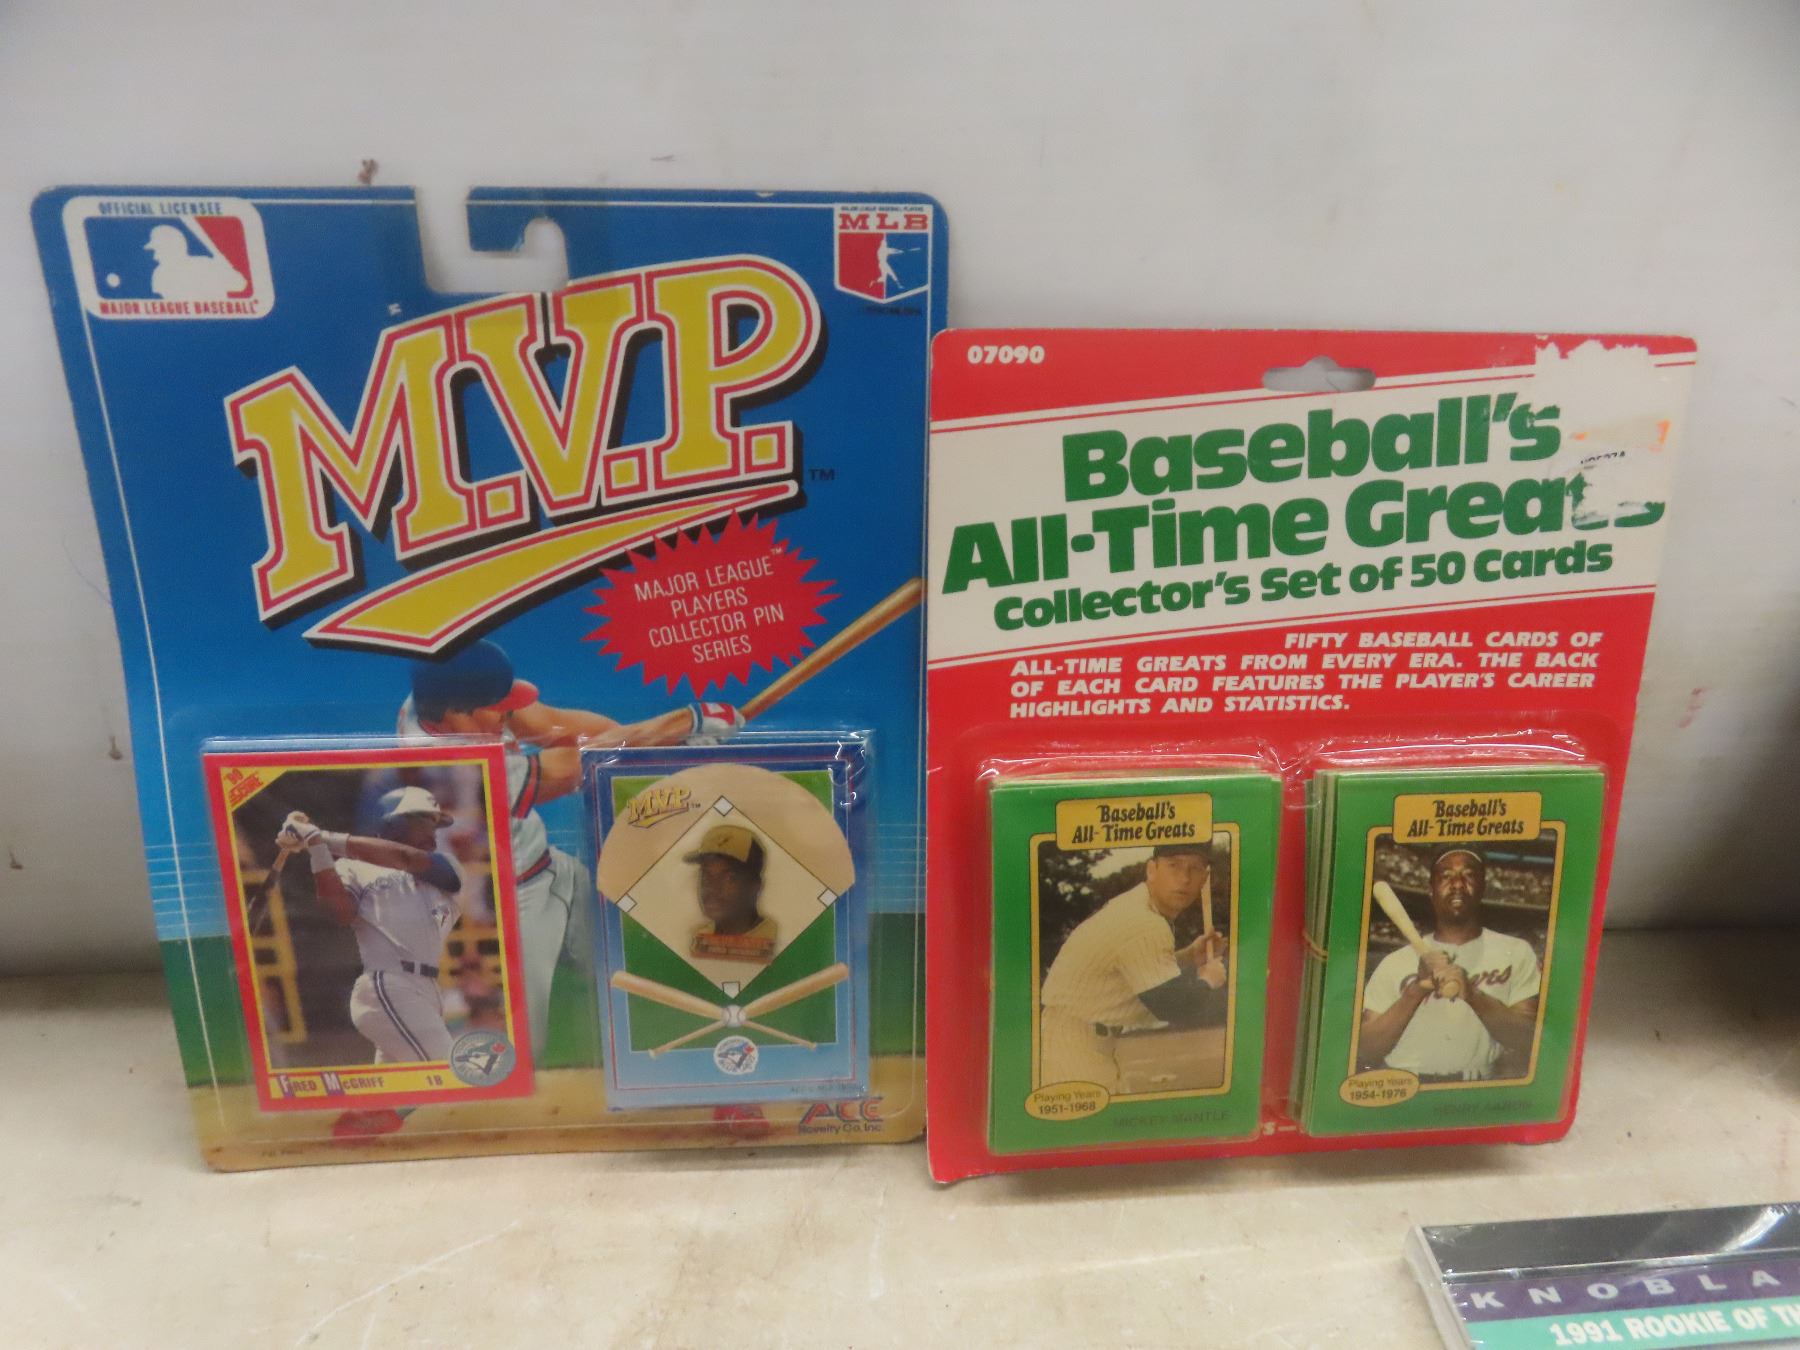 OFFICIAL LICENSEE
MAJOR LEAGUE BASEBALL
MLB
M.V.P.
TM
MAJOR LEAGUE™
PLAYERS
COLLECTOR PIN
SERIES
'90
SCORE
FRED McGRIFF 1B
M.V.P.™
ACE
Novelty Co. Inc.
07090
Baseball's
All-Time Greats
Collector's Set of 50 Cards
FIFTY BASEBALL CARDS OF
ALL-TIME GREATS FROM EVERY ERA. THE BACK
OF EACH CARD FEATURES THE PLAYER'S CAREER
HIGHLIGHTS AND STATISTICS.
Baseball's
All-Time Greats
Playing Years
1951-1968
MICKEY MANTLE
Baseball's
All-Time Greats
Braves
Playing Years
1954-1976
HENRY AARON
KNOBLA
1991 ROOKIE OF TH